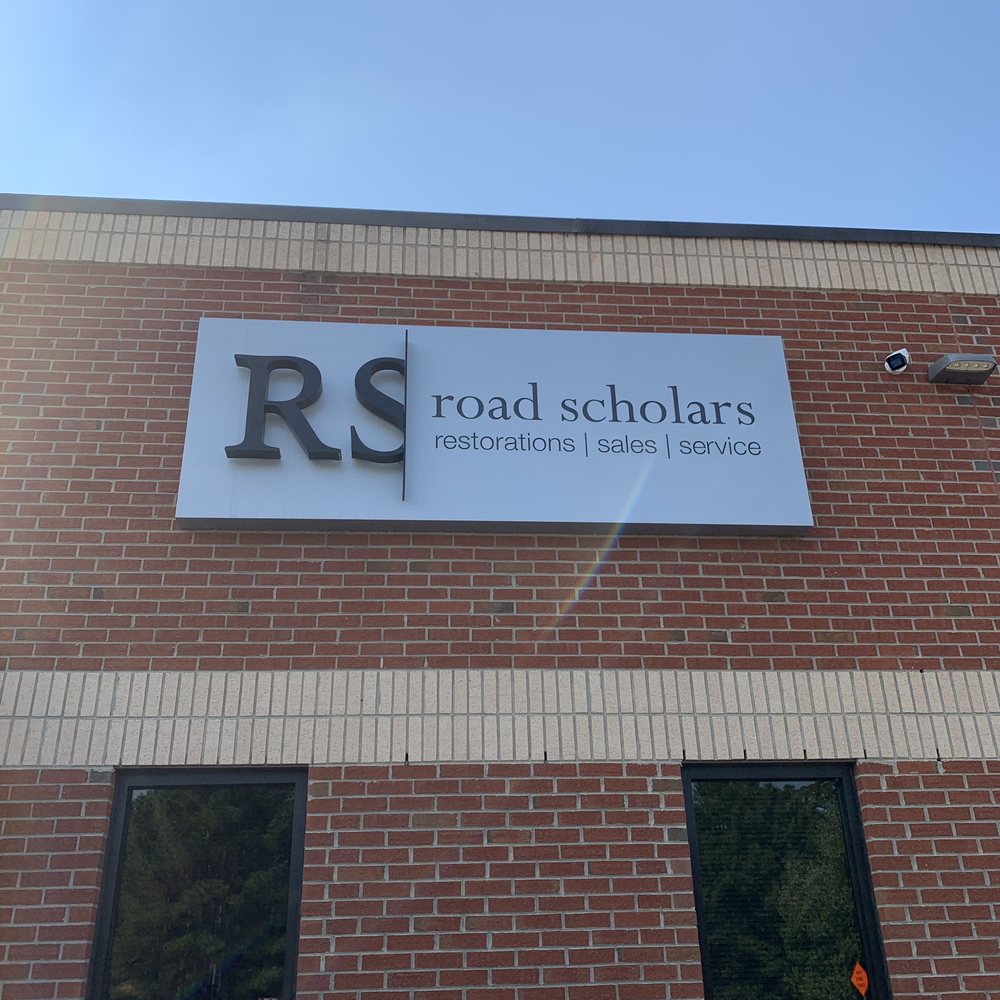 RS
road scholars
restorations | sales | service